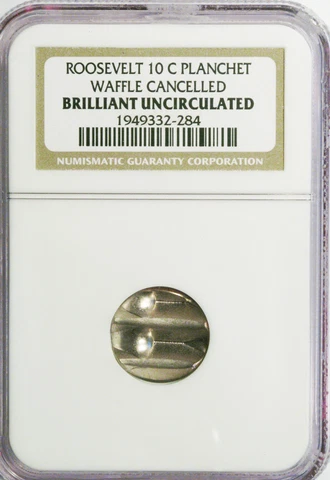 ROOSEVELT 10 C PLANCHET
WAFFLE CANCELLED
BRILLIANT UNCIRCULATED
1949332-284
NUMISMATIC GUARANTY CORPORATION